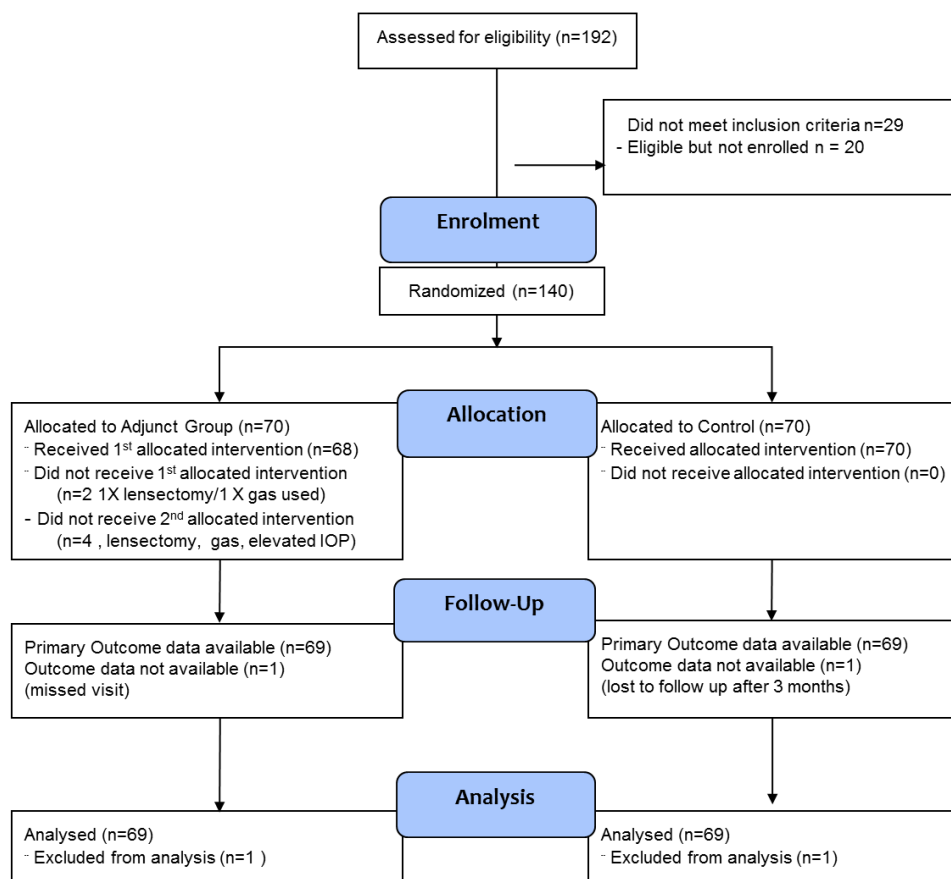 Assessed for eligibility (n=192)
Did not meet inclusion criteria n=29
- Eligible but not enrolled n = 20
Enrolment
Randomized (n=140)
Allocation
Allocated to Adjunct Group (n=70)
¨ Received 1st allocated intervention (n=68)
¨ Did not receive 1st allocated intervention
(n=2 1X lensectomy/1 X gas used)
- Did not receive 2nd allocated intervention
(n=4 , lensectomy, gas, elevated IOP)
Allocated to Control (n=70)
¨ Received allocated intervention (n=70)
¨ Did not receive allocated intervention (n=0)
Follow-Up
Primary Outcome data available (n=69)
Outcome data not available (n=1)
(missed visit)
Primary Outcome data available (n=69)
Outcome data not available (n=1)
(lost to follow up after 3 months)
Analysis
Analysed (n=69)
¨ Excluded from analysis (n=1 )
Analysed (n=69)
¨ Excluded from analysis (n=1)